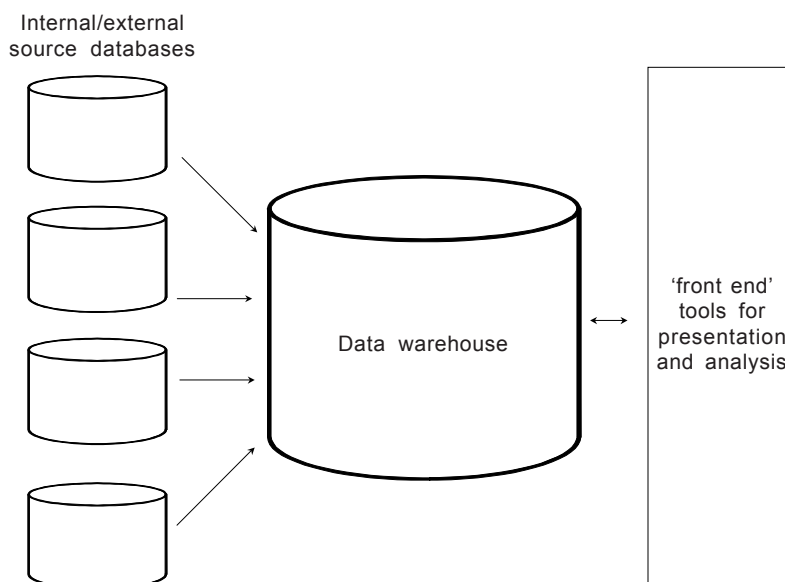 Internal/external
source databases
Data warehouse
‘front end’
tools for
presentation
and analysis